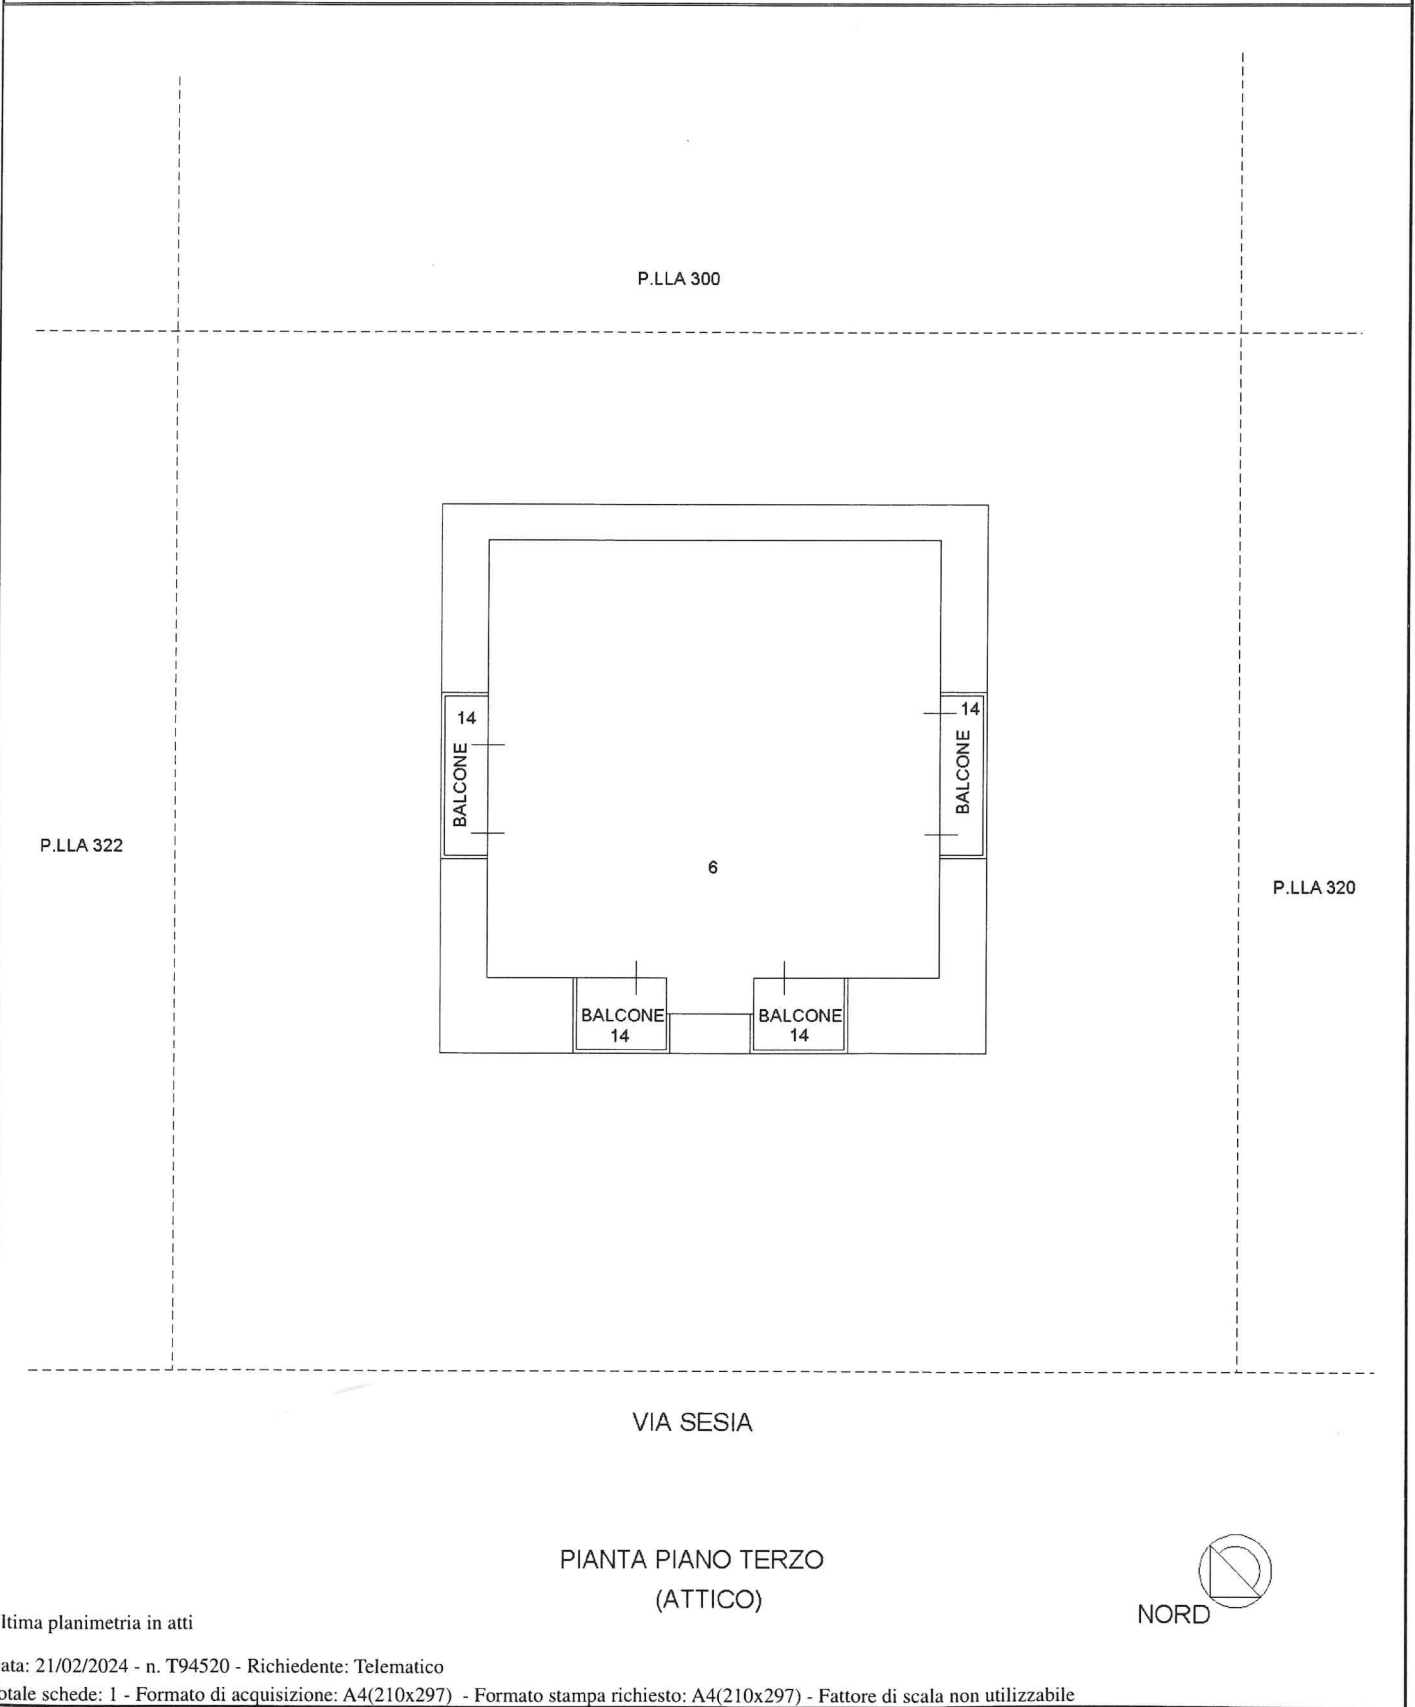 P.LLA 300
14
BALCONE
14
BALCONE
P.LLA 322
6
P.LLA 320
BALCONE
14
BALCONE
14
VIA SESIA
PIANTA PIANO TERZO
(ATTICO)
NORD
ltima planimetria in atti
ata: 21/02/2024 - n. T94520 - Richiedente: Telematico
otale schede: 1 - Formato di acquisizione: A4(210x297) - Formato stampa richiesto: A4(210x297) - Fattore di scala non utilizzabile